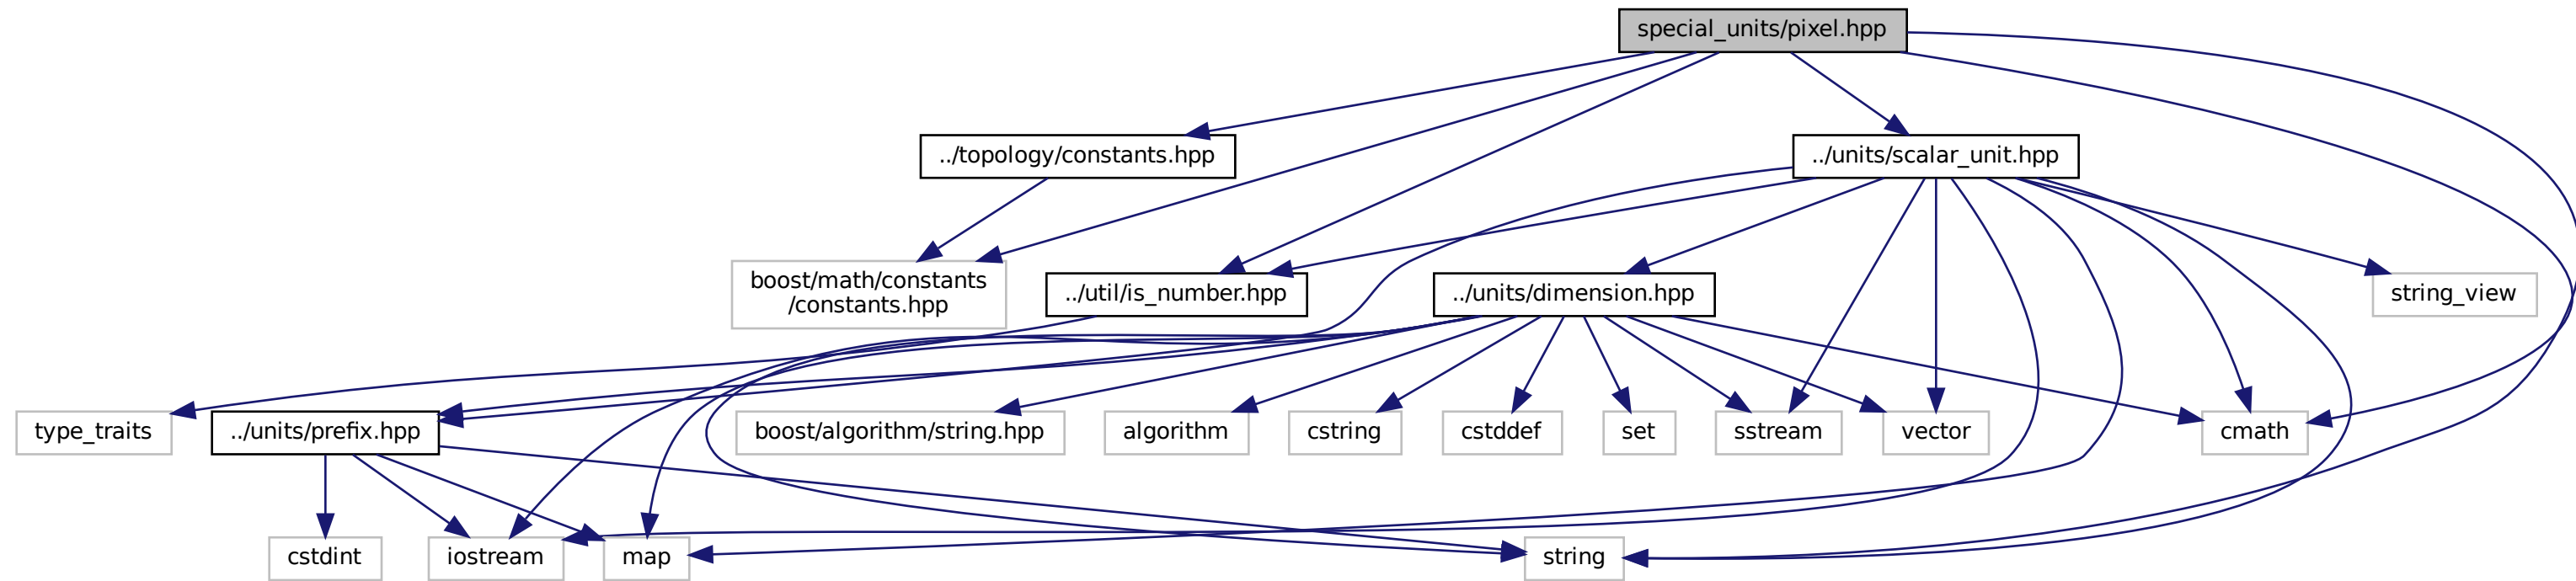 special_units/pixel.hpp
../topology/constants.hpp
../units/scalar_unit.hpp
boost/math/constants
/constants.hpp
../util/is_number.hpp
../units/dimension.hpp
string_view
type_traits
../units/prefix.hpp
boost/algorithm/string.hpp
algorithm
cstring
cstddef
set
sstream
vector
cmath
cstdint
iostream
map
string